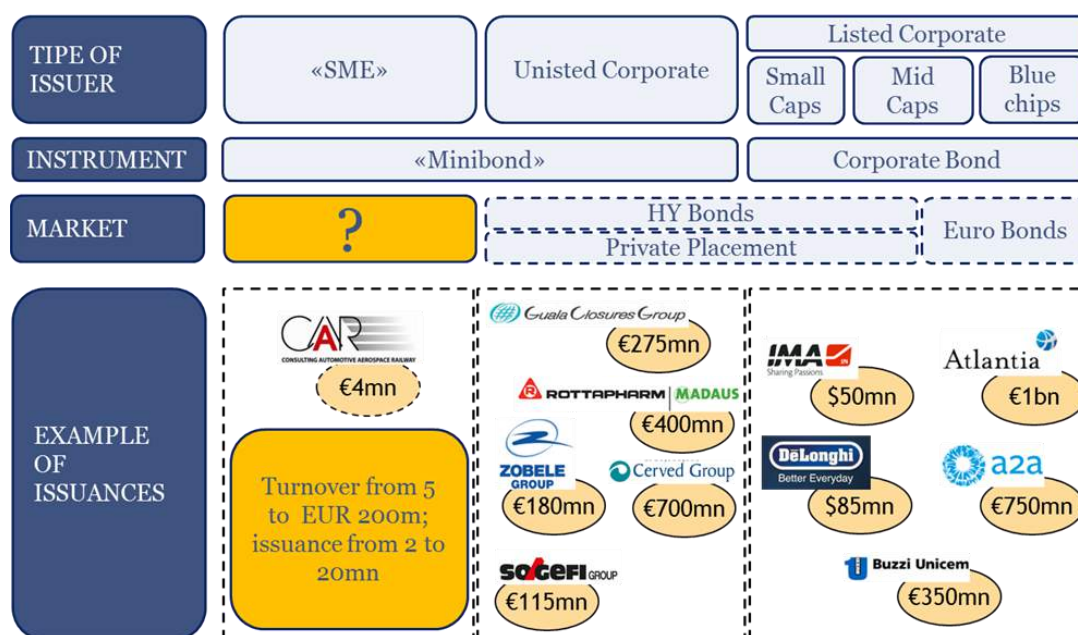 TIPE OF
ISSUER
«SME»
Unisted Corporate
Listed Corporate
Small
Caps
Mid
Caps
Blue
chips
INSTRUMENT
«Minibond»
Corporate Bond
MARKET
?
HY Bonds
Private Placement
Euro Bonds
EXAMPLE
OF
ISSUANCES
CAR
CONSULTING AUTOMOTIVE AEROSPACE RAILWAY
€4mn
Turnover from 5
to EUR 200m;
issuance from 2 to
20mn
Guala Closures Group
€275mn
R ROTTAPHARM | MADAUS
€400mn
ZOBELE
GROUP
€180mn
Cerved Group
€700mn
SOGEFI GROUP
€115mn
IMA
Sharing Passions
$50mn
Atlantia
€1bn
DeLonghi
Better Everyday
$85mn
a2a
€750mn
Buzzi Unicem
€350mn